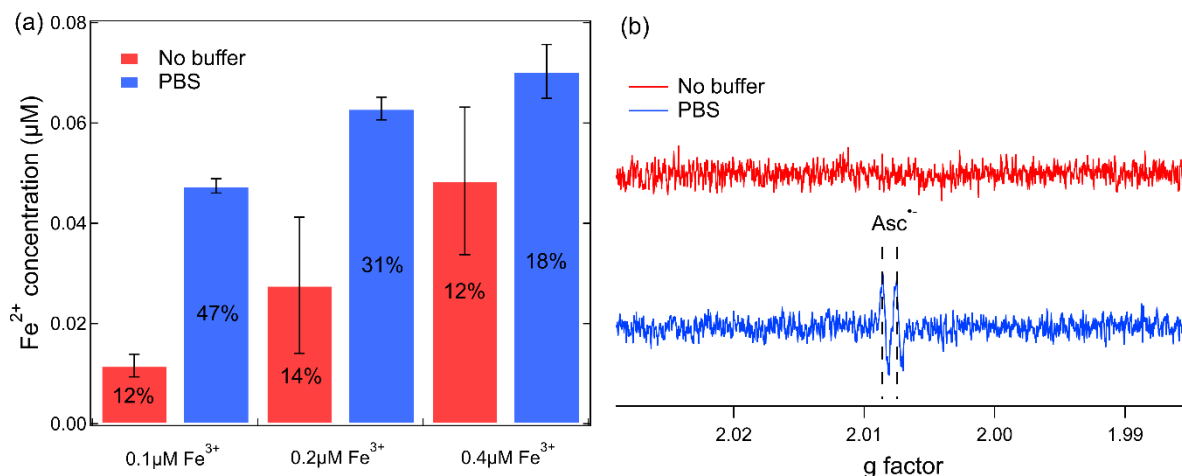 (a)
0.08
0.06
0.04
0.02
0.00
Fe²⁺ concentration (µM)
No buffer
PBS
12%
47%
14%
31%
12%
18%
0.1µM Fe³⁺
0.2µM Fe³⁺
0.4µM Fe³⁺
(b)
No buffer
PBS
Asc•-
2.02
2.01
2.00
1.99
g factor